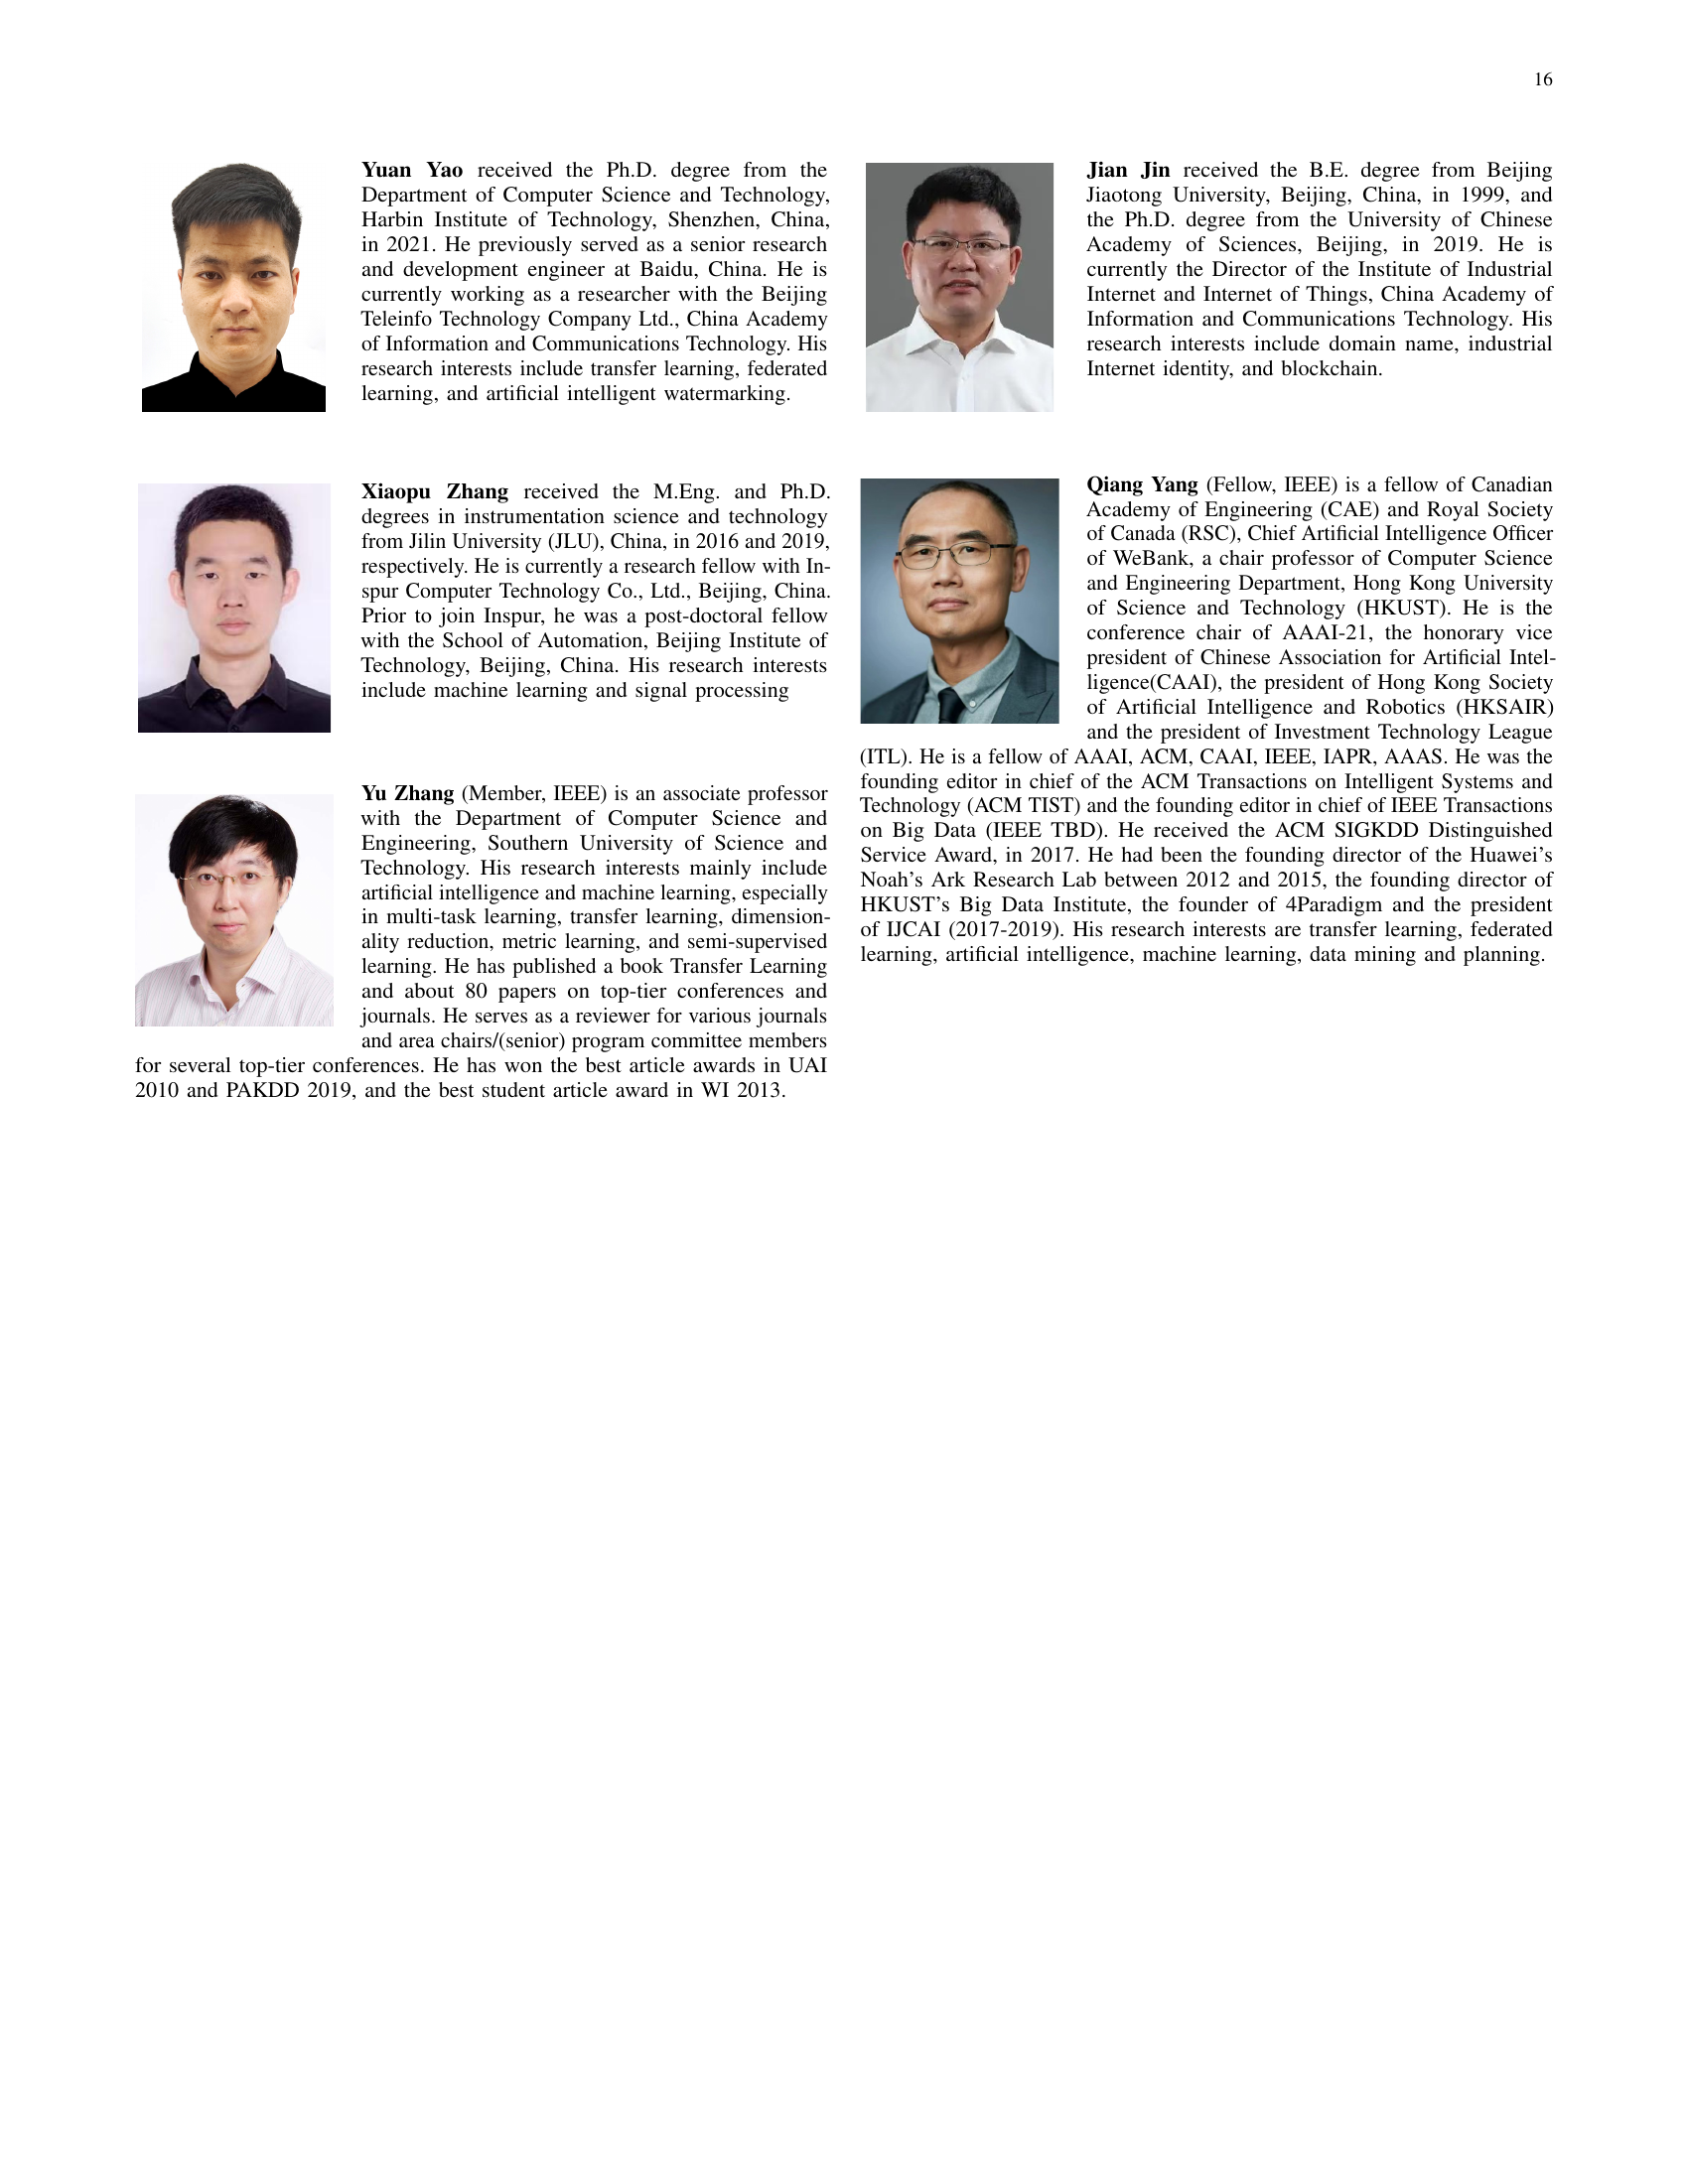 16
Yuan Yao received the Ph.D. degree from the
Department of Computer Science and Technology,
Harbin Institute of Technology, Shenzhen, China,
in 2021. He previously served as a senior research
and development engineer at Baidu, China. He is
currently working as a researcher with the Beijing
Teleinfo Technology Company Ltd., China Academy
of Information and Communications Technology. His
research interests include transfer learning, federated
learning, and artificial intelligent watermarking.
Xiaopu Zhang received the M.Eng. and Ph.D.
degrees in instrumentation science and technology
from Jilin University (JLU), China, in 2016 and 2019,
respectively. He is currently a research fellow with In-
spur Computer Technology Co., Ltd., Beijing, China.
Prior to join Inspur, he was a post-doctoral fellow
with the School of Automation, Beijing Institute of
Technology, Beijing, China. His research interests
include machine learning and signal processing
Yu Zhang (Member, IEEE) is an associate professor
with the Department of Computer Science and
Engineering, Southern University of Science and
Technology. His research interests mainly include
artificial intelligence and machine learning, especially
in multi-task learning, transfer learning, dimension-
ality reduction, metric learning, and semi-supervised
learning. He has published a book Transfer Learning
and about 80 papers on top-tier conferences and
journals. He serves as a reviewer for various journals
and area chairs/(senior) program committee members
for several top-tier conferences. He has won the best article awards in UAI
2010 and PAKDD 2019, and the best student article award in WI 2013.
Jian Jin received the B.E. degree from Beijing
Jiaotong University, Beijing, China, in 1999, and
the Ph.D. degree from the University of Chinese
Academy of Sciences, Beijing, in 2019. He is
currently the Director of the Institute of Industrial
Internet and Internet of Things, China Academy of
Information and Communications Technology. His
research interests include domain name, industrial
Internet identity, and blockchain.
Qiang Yang (Fellow, IEEE) is a fellow of Canadian
Academy of Engineering (CAE) and Royal Society
of Canada (RSC), Chief Artificial Intelligence Officer
of WeBank, a chair professor of Computer Science
and Engineering Department, Hong Kong University
of Science and Technology (HKUST). He is the
conference chair of AAAI-21, the honorary vice
president of Chinese Association for Artificial Intel-
ligence(CAAI), the president of Hong Kong Society
of Artificial Intelligence and Robotics (HKSAIR)
and the president of Investment Technology League
(ITL). He is a fellow of AAAI, ACM, CAAI, IEEE, IAPR, AAAS. He was the
founding editor in chief of the ACM Transactions on Intelligent Systems and
Technology (ACM TIST) and the founding editor in chief of IEEE Transactions
on Big Data (IEEE TBD). He received the ACM SIGKDD Distinguished
Service Award, in 2017. He had been the founding director of the Huawei's
Noah's Ark Research Lab between 2012 and 2015, the founding director of
HKUST's Big Data Institute, the founder of 4Paradigm and the president
of IJCAI (2017-2019). His research interests are transfer learning, federated
learning, artificial intelligence, machine learning, data mining and planning.